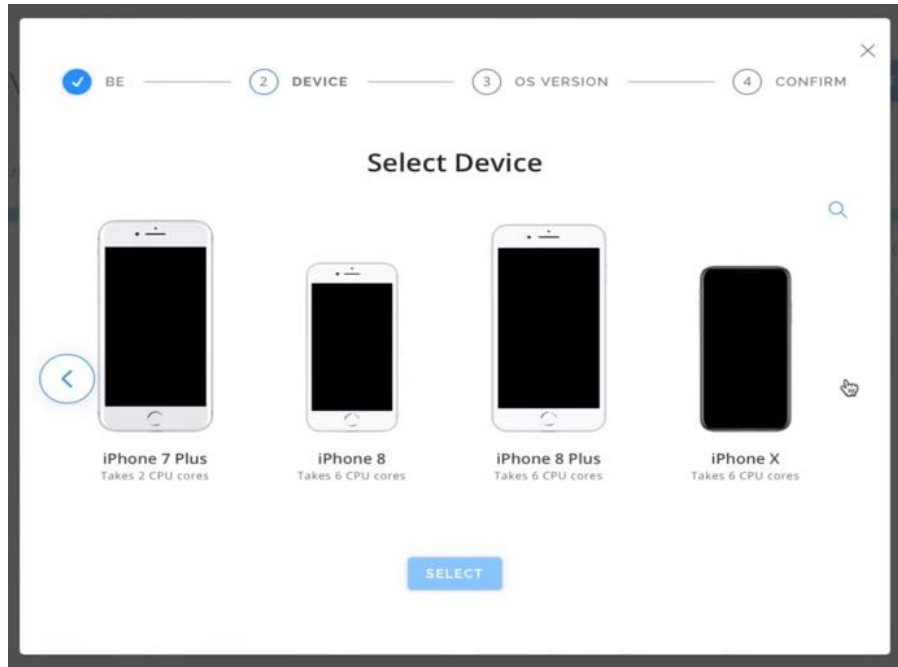 BE
2 DEVICE
3 OS VERSION
4 CONFIRM
Select Device
iPhone 7 Plus
Takes 2 CPU cores
iPhone 8
Takes 6 CPU cores
iPhone 8 Plus
Takes 6 CPU cores
iPhone X
Takes 6 CPU cores
SELECT